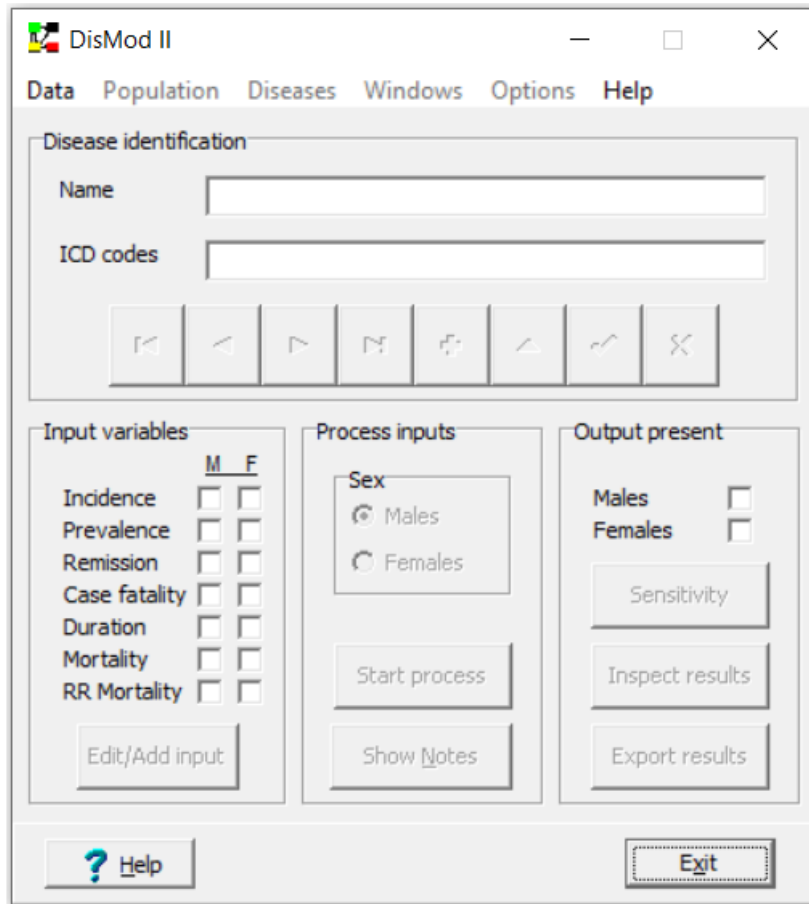 DisMod II
Data Population Diseases Windows Options Help
Disease identification
Name
ICD codes
Input variables
M F
Incidence
Prevalence
Remission
Case fatality
Duration
Mortality
RR Mortality
Edit/Add input
Process inputs
Sex
Males
Females
Start process
Show Notes
Output present
Males
Females
Sensitivity
Inspect results
Export results
? Help
Exit